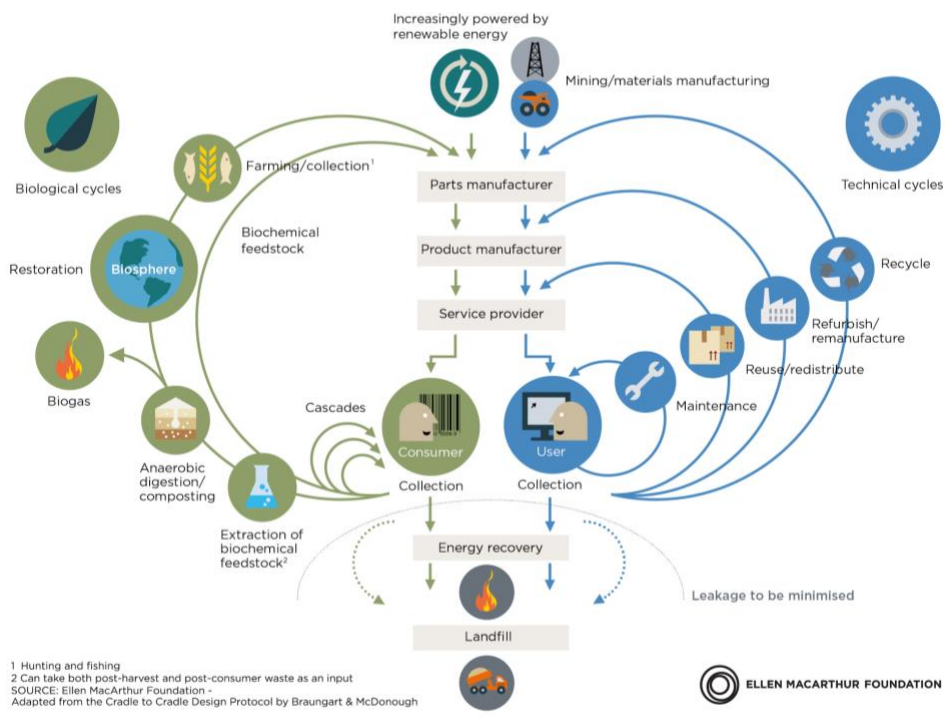 Increasingly powered by
renewable energy
Mining/materials manufacturing
Biological cycles
Technical cycles
Farming/collection¹
Parts manufacturer
Biochemical
feedstock
Product manufacturer
Restoration
Biosphere
Recycle
Service provider
Refurbish/
remanufacture
Biogas
Reuse/redistribute
Cascades
Maintenance
Consumer
User
Anaerobic
digestion/
composting
Collection
Collection
Extraction of
biochemical
feedstock²
Energy recovery
Leakage to be minimised
Landfill
1 Hunting and fishing
2 Can take both post-harvest and post-consumer waste as an input
SOURCE: Ellen MacArthur Foundation -
Adapted from the Cradle to Cradle Design Protocol by Braungart & McDonough
ELLEN MACARTHUR FOUNDATION